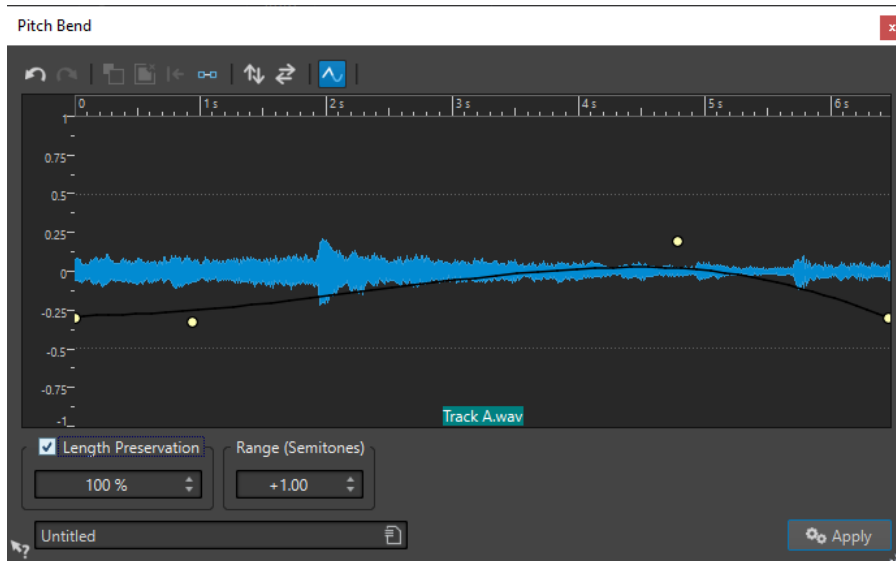 Pitch Bend
x
0 1 s 2 s 3 s 4 s 5 s 6 s
1
0.75
0.5
0.25
0
-0.25
-0.5
-0.75
-1
Track A.wav
Length Preservation Range (Semitones)
100 % +1.00
Untitled Apply
?